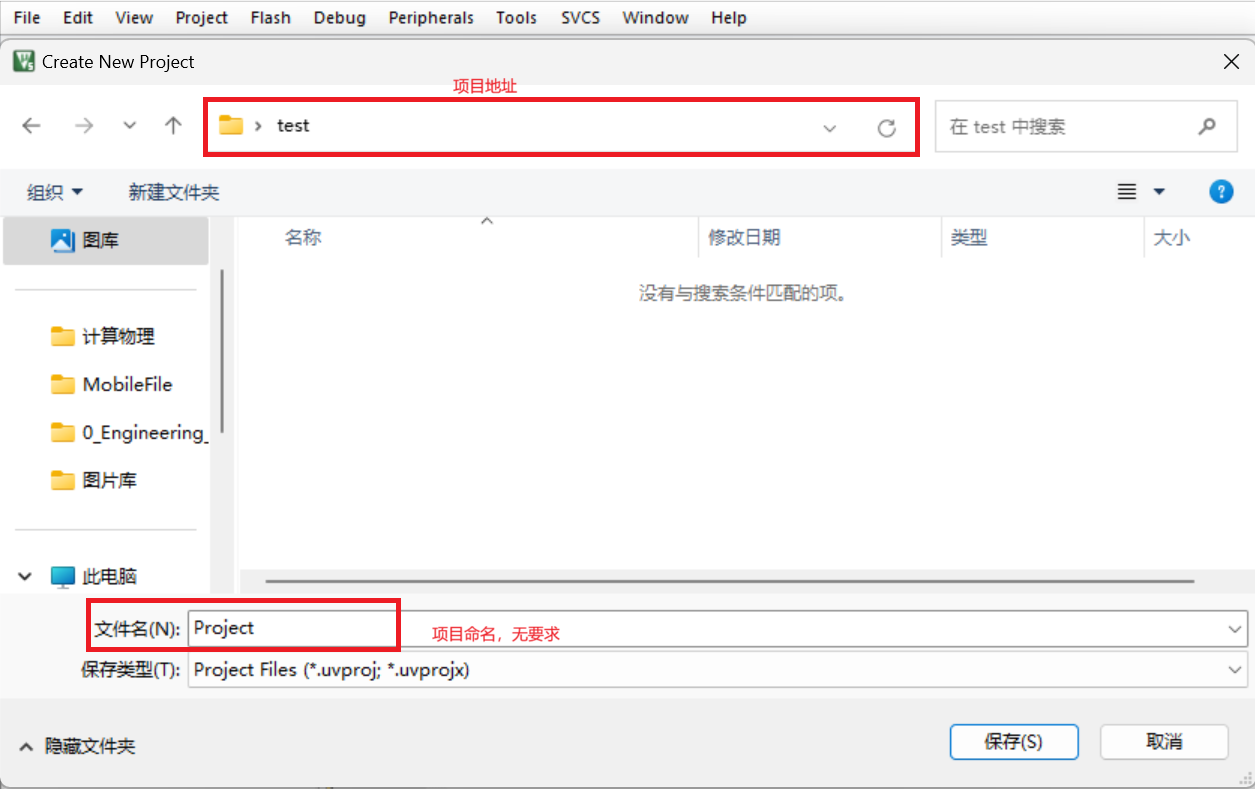 File Edit View Project Flash Debug Peripherals Tools SVCS Window Help
Create New Project
项目地址
test
在 test 中搜索
组织 新建文件夹
图库
名称 修改日期 类型 大小
没有与搜索条件匹配的项。
计算物理
MobileFile
0_Engineering_
图片库
此电脑
文件名(N): Project
项目命名，无要求
保存类型(T): Project Files (*.uvproj; *.uvprojx)
隐藏文件夹
保存(S) 取消